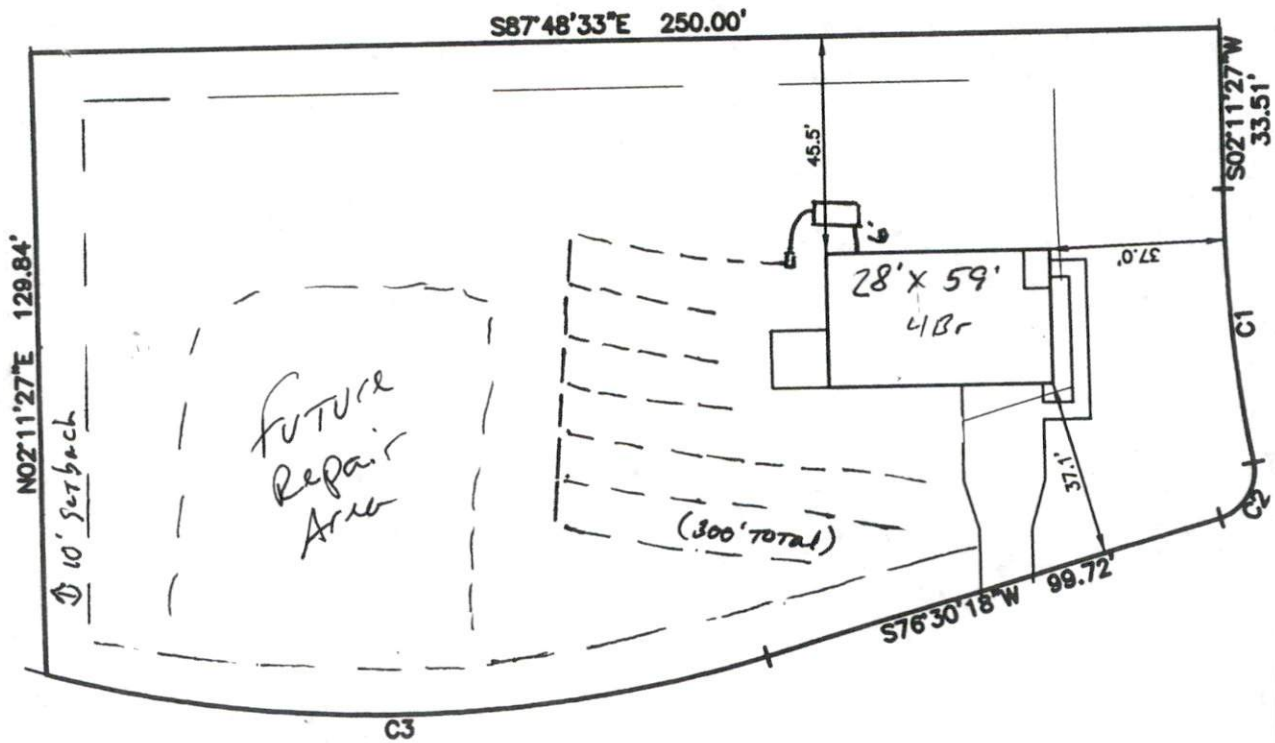 S87°48'33"E 250.00'
S02°11'27"W
33.51'
45.5'
6'
37.0'
28' X 59'
4Br
C1
N02°11'27"E 129.84'
10' Setback
Future
Repair
Area
(300' Total)
37.1'
C2
S76°30'18"W 99.72'
C3